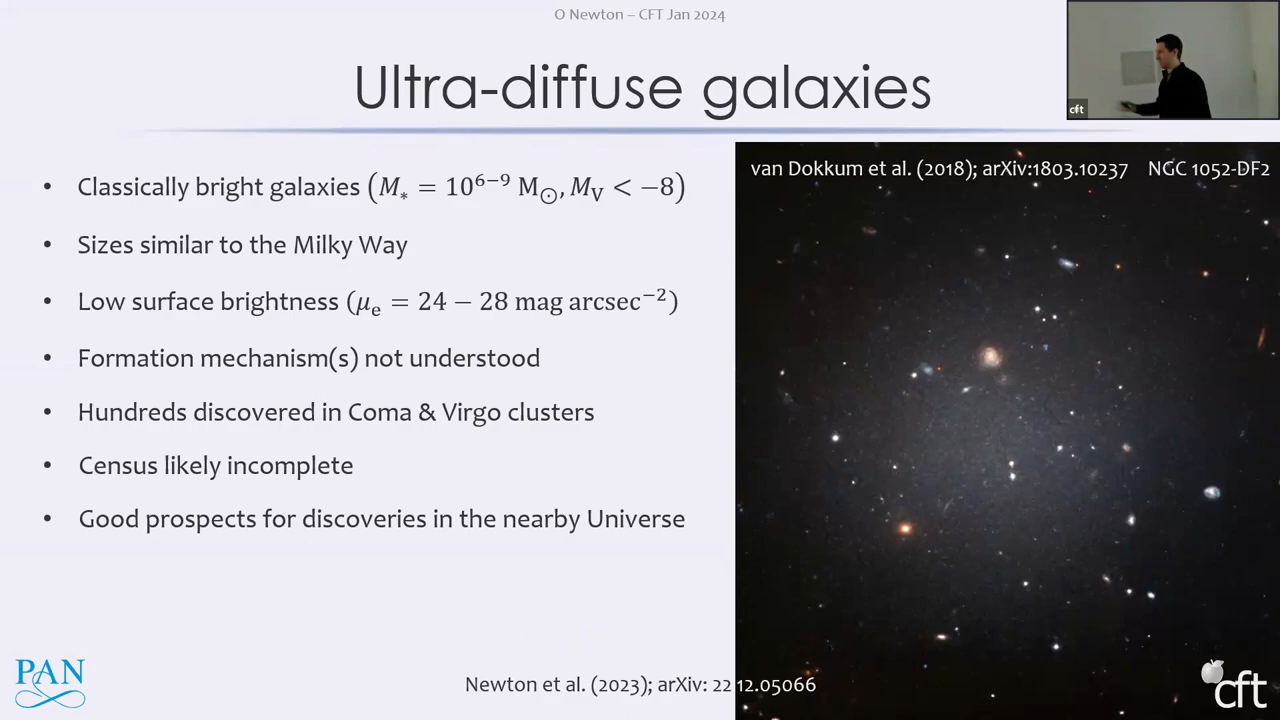 O Newton – CFT Jan 2024
Ultra-diffuse galaxies
cft
van Dokkum et al. (2018); arXiv:1803.10237 NGC 1052-DF2
• Classically bright galaxies (M* = 10⁶⁻⁹ M⊙, M_V < −8)
• Sizes similar to the Milky Way
• Low surface brightness (μₑ = 24 − 28 mag arcsec⁻²)
• Formation mechanism(s) not understood
• Hundreds discovered in Coma & Virgo clusters
• Census likely incomplete
• Good prospects for discoveries in the nearby Universe
PAN
Newton et al. (2023); arXiv: 2212.05066
cft